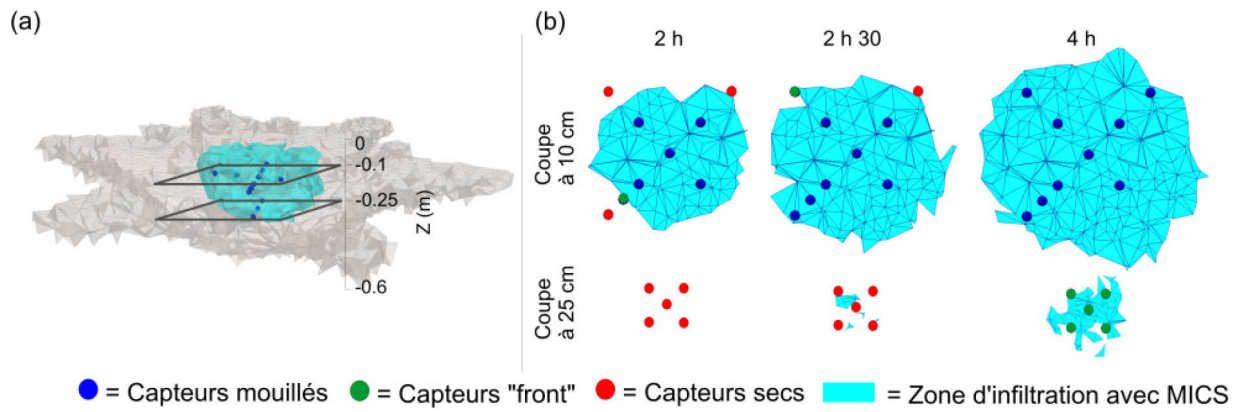 (a)
0
-0.1
-0.25
-0.6
Z (m)
(b)
2 h
2 h 30
4 h
Coupe
à 10 cm
Coupe
à 25 cm
= Capteurs mouillés
= Capteurs "front"
= Capteurs secs
= Zone d'infiltration avec MICS